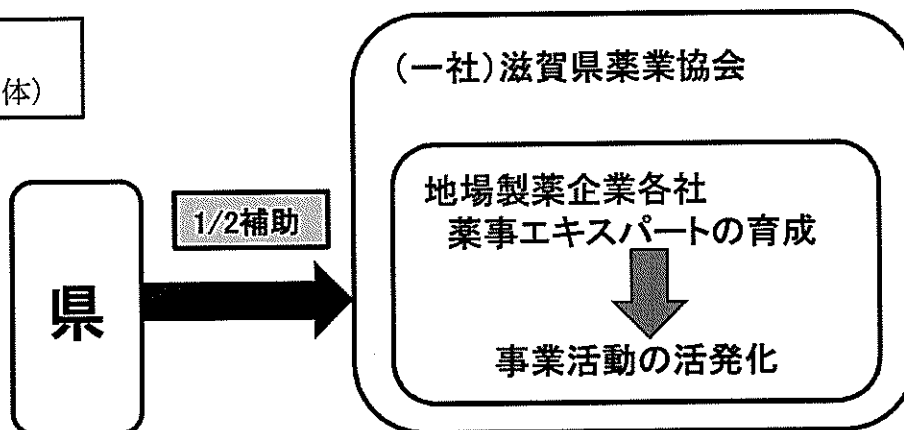 体)
(一社)滋賀県薬業協会
地場製薬企業各社
薬事エキスパートの育成
1/2補助
県
事業活動の活発化